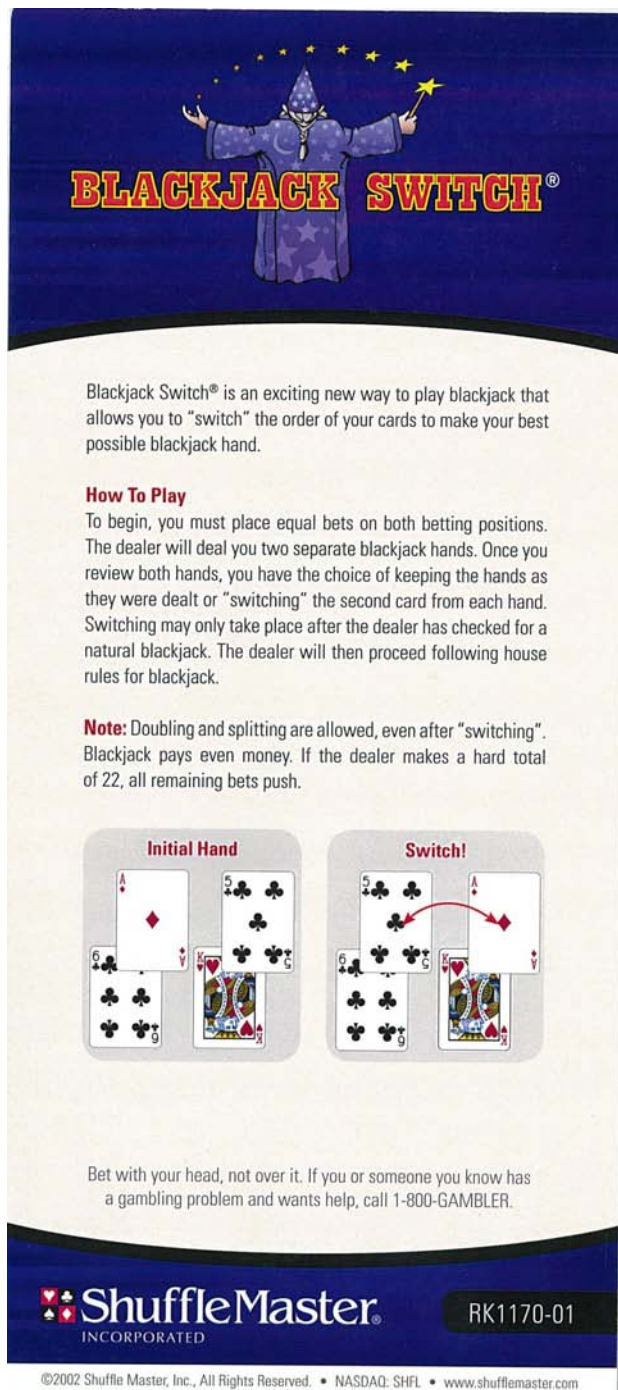 BLACKJACK SWITCH®
Blackjack Switch® is an exciting new way to play blackjack that
allows you to “switch” the order of your cards to make your best
possible blackjack hand.
How To Play
To begin, you must place equal bets on both betting positions.
The dealer will deal you two separate blackjack hands. Once you
review both hands, you have the choice of keeping the hands as
they were dealt or “switching” the second card from each hand.
Switching may only take place after the dealer has checked for a
natural blackjack. The dealer will then proceed following house
rules for blackjack.
Note: Doubling and splitting are allowed, even after “switching”.
Blackjack pays even money. If the dealer makes a hard total
of 22, all remaining bets push.
Initial Hand
A
A
5
5
6
6
K
K
Switch!
5
5
A
A
6
6
K
K
Bet with your head, not over it. If you or someone you know has
a gambling problem and wants help, call 1-800-GAMBLER.
ShuffleMaster®
INCORPORATED
RK1170-01
©2002 Shuffle Master, Inc., All Rights Reserved. • NASDAQ: SHFL • www.shufflemaster.com